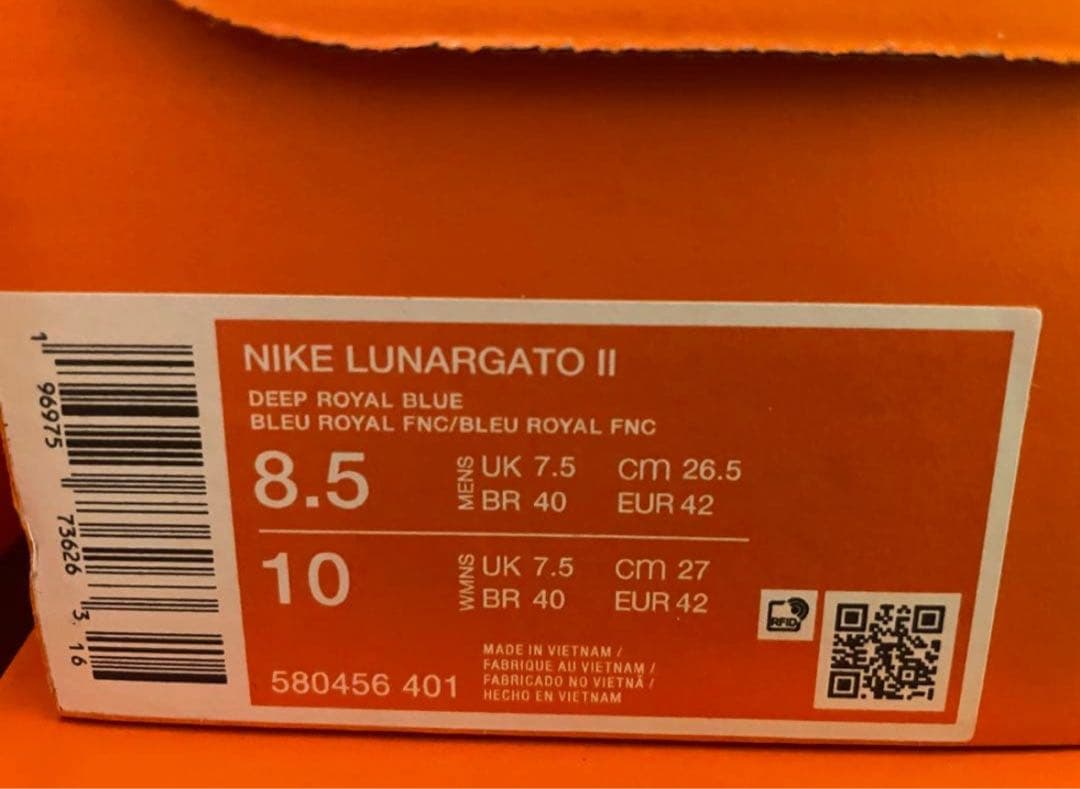 NIKE LUNARGATO II
DEEP ROYAL BLUE
BLEU ROYAL FNC/BLEU ROYAL FNC
8.5 MENS UK 7.5 cm 26.5
BR 40 EUR 42
10 WMNS UK 7.5 cm 27
BR 40 EUR 42
RFID
MADE IN VIETNAM /
FABRIQUE AU VIETNAM /
FABRICADO NO VIETNÃ /
HECHO EN VIETNAM
580456 401
1 96975 73626 3 16